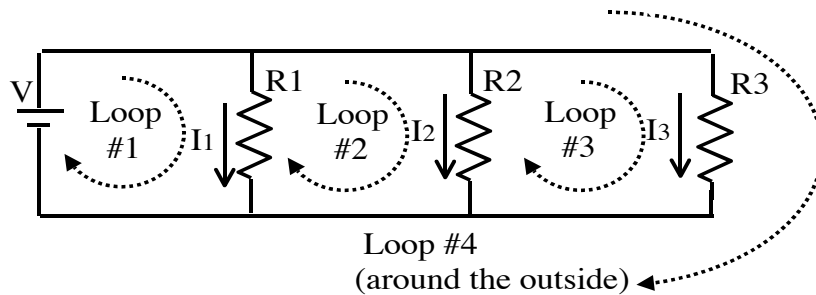 V
Loop
#1
I1
R1
Loop
#2
I2
R2
Loop
#3
I3
R3
Loop #4
(around the outside)